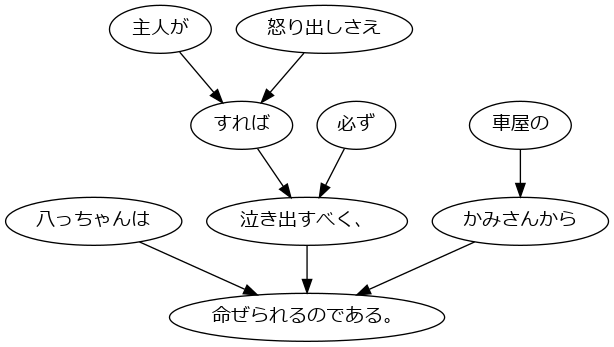 主人が 怒り出しさえ
すれば 必ず 車屋の
八っちゃんは 泣き出すべく、 かみさんから
命ぜられるのである。